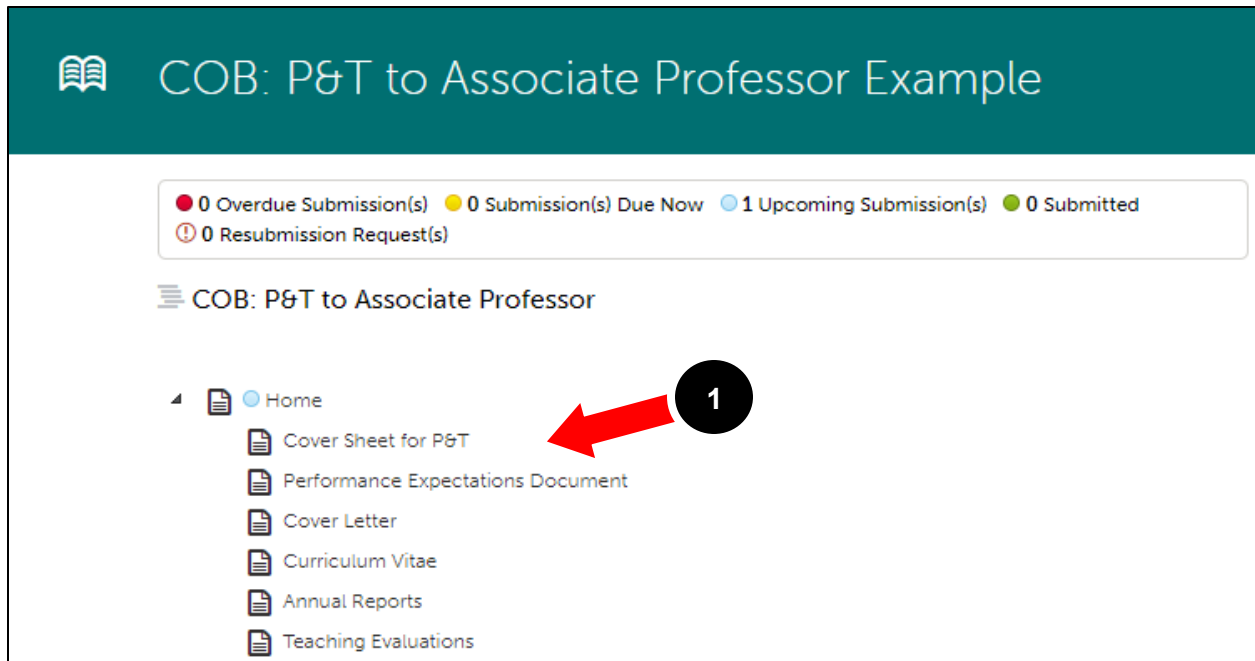 COB: P&T to Associate Professor Example
0 Overdue Submission(s) 0 Submission(s) Due Now 1 Upcoming Submission(s) 0 Submitted
0 Resubmission Request(s)
COB: P&T to Associate Professor
Home
1
Cover Sheet for P&T
Performance Expectations Document
Cover Letter
Curriculum Vitae
Annual Reports
Teaching Evaluations